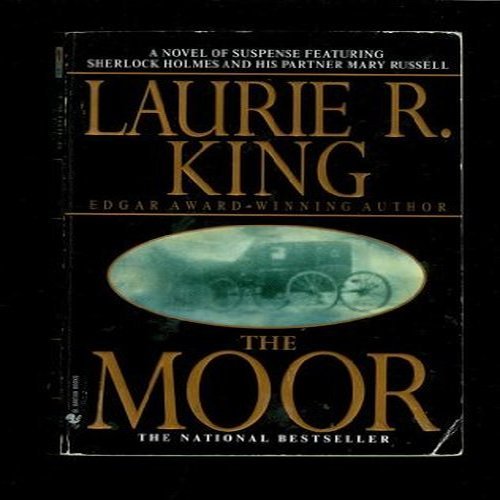 A NOVEL OF SUSPENSE FEATURING
SHERLOCK HOLMES AND HIS PARTNER MARY RUSSELL
LAURIE R.
KING
EDGAR AWARD-WINNING AUTHOR
THE
MOOR
THE NATIONAL BESTSELLER